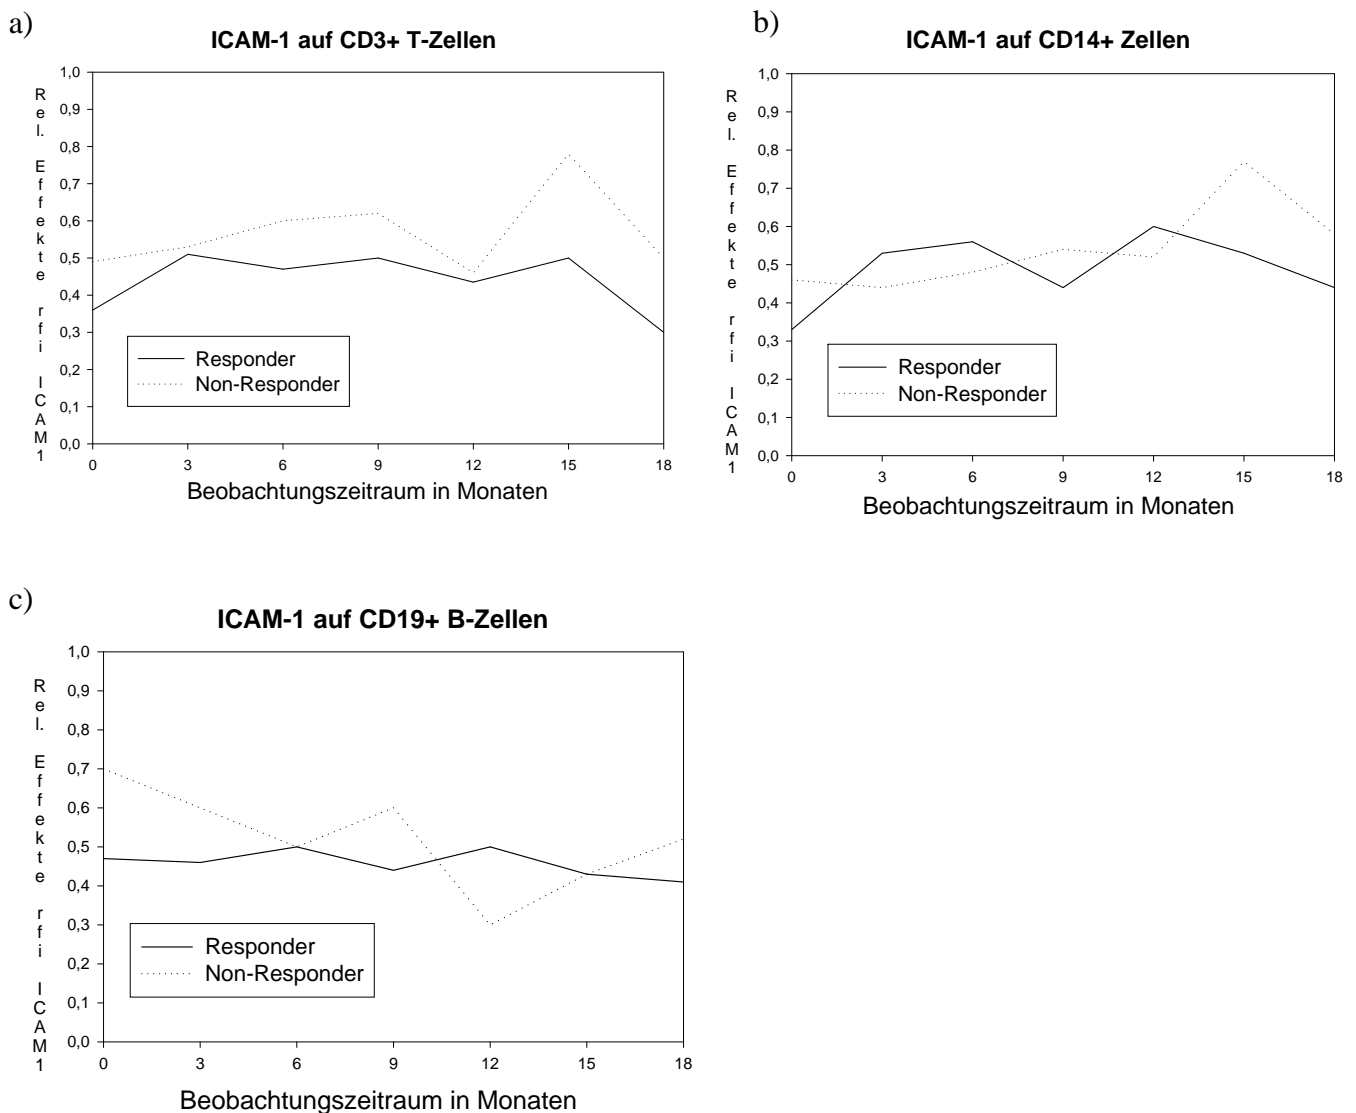 a)
ICAM-1 auf CD3+ T-Zellen
Rel. Effekte rfi ICAM1
1,0
0,9
0,8
0,7
0,6
0,5
0,4
0,3
0,2
0,1
0,0
Responder
Non-Responder
0 3 6 9 12 15 18
Beobachtungszeitraum in Monaten
b)
ICAM-1 auf CD14+ Zellen
Rel. Effekte rfi ICAM1
1,0
0,9
0,8
0,7
0,6
0,5
0,4
0,3
0,2
0,1
0,0
Responder
Non-Responder
0 3 6 9 12 15 18
Beobachtungszeitraum in Monaten
c)
ICAM-1 auf CD19+ B-Zellen
Rel. Effekte rfi ICAM1
1,0
0,9
0,8
0,7
0,6
0,5
0,4
0,3
0,2
0,1
0,0
Responder
Non-Responder
0 3 6 9 12 15 18
Beobachtungszeitraum in Monaten